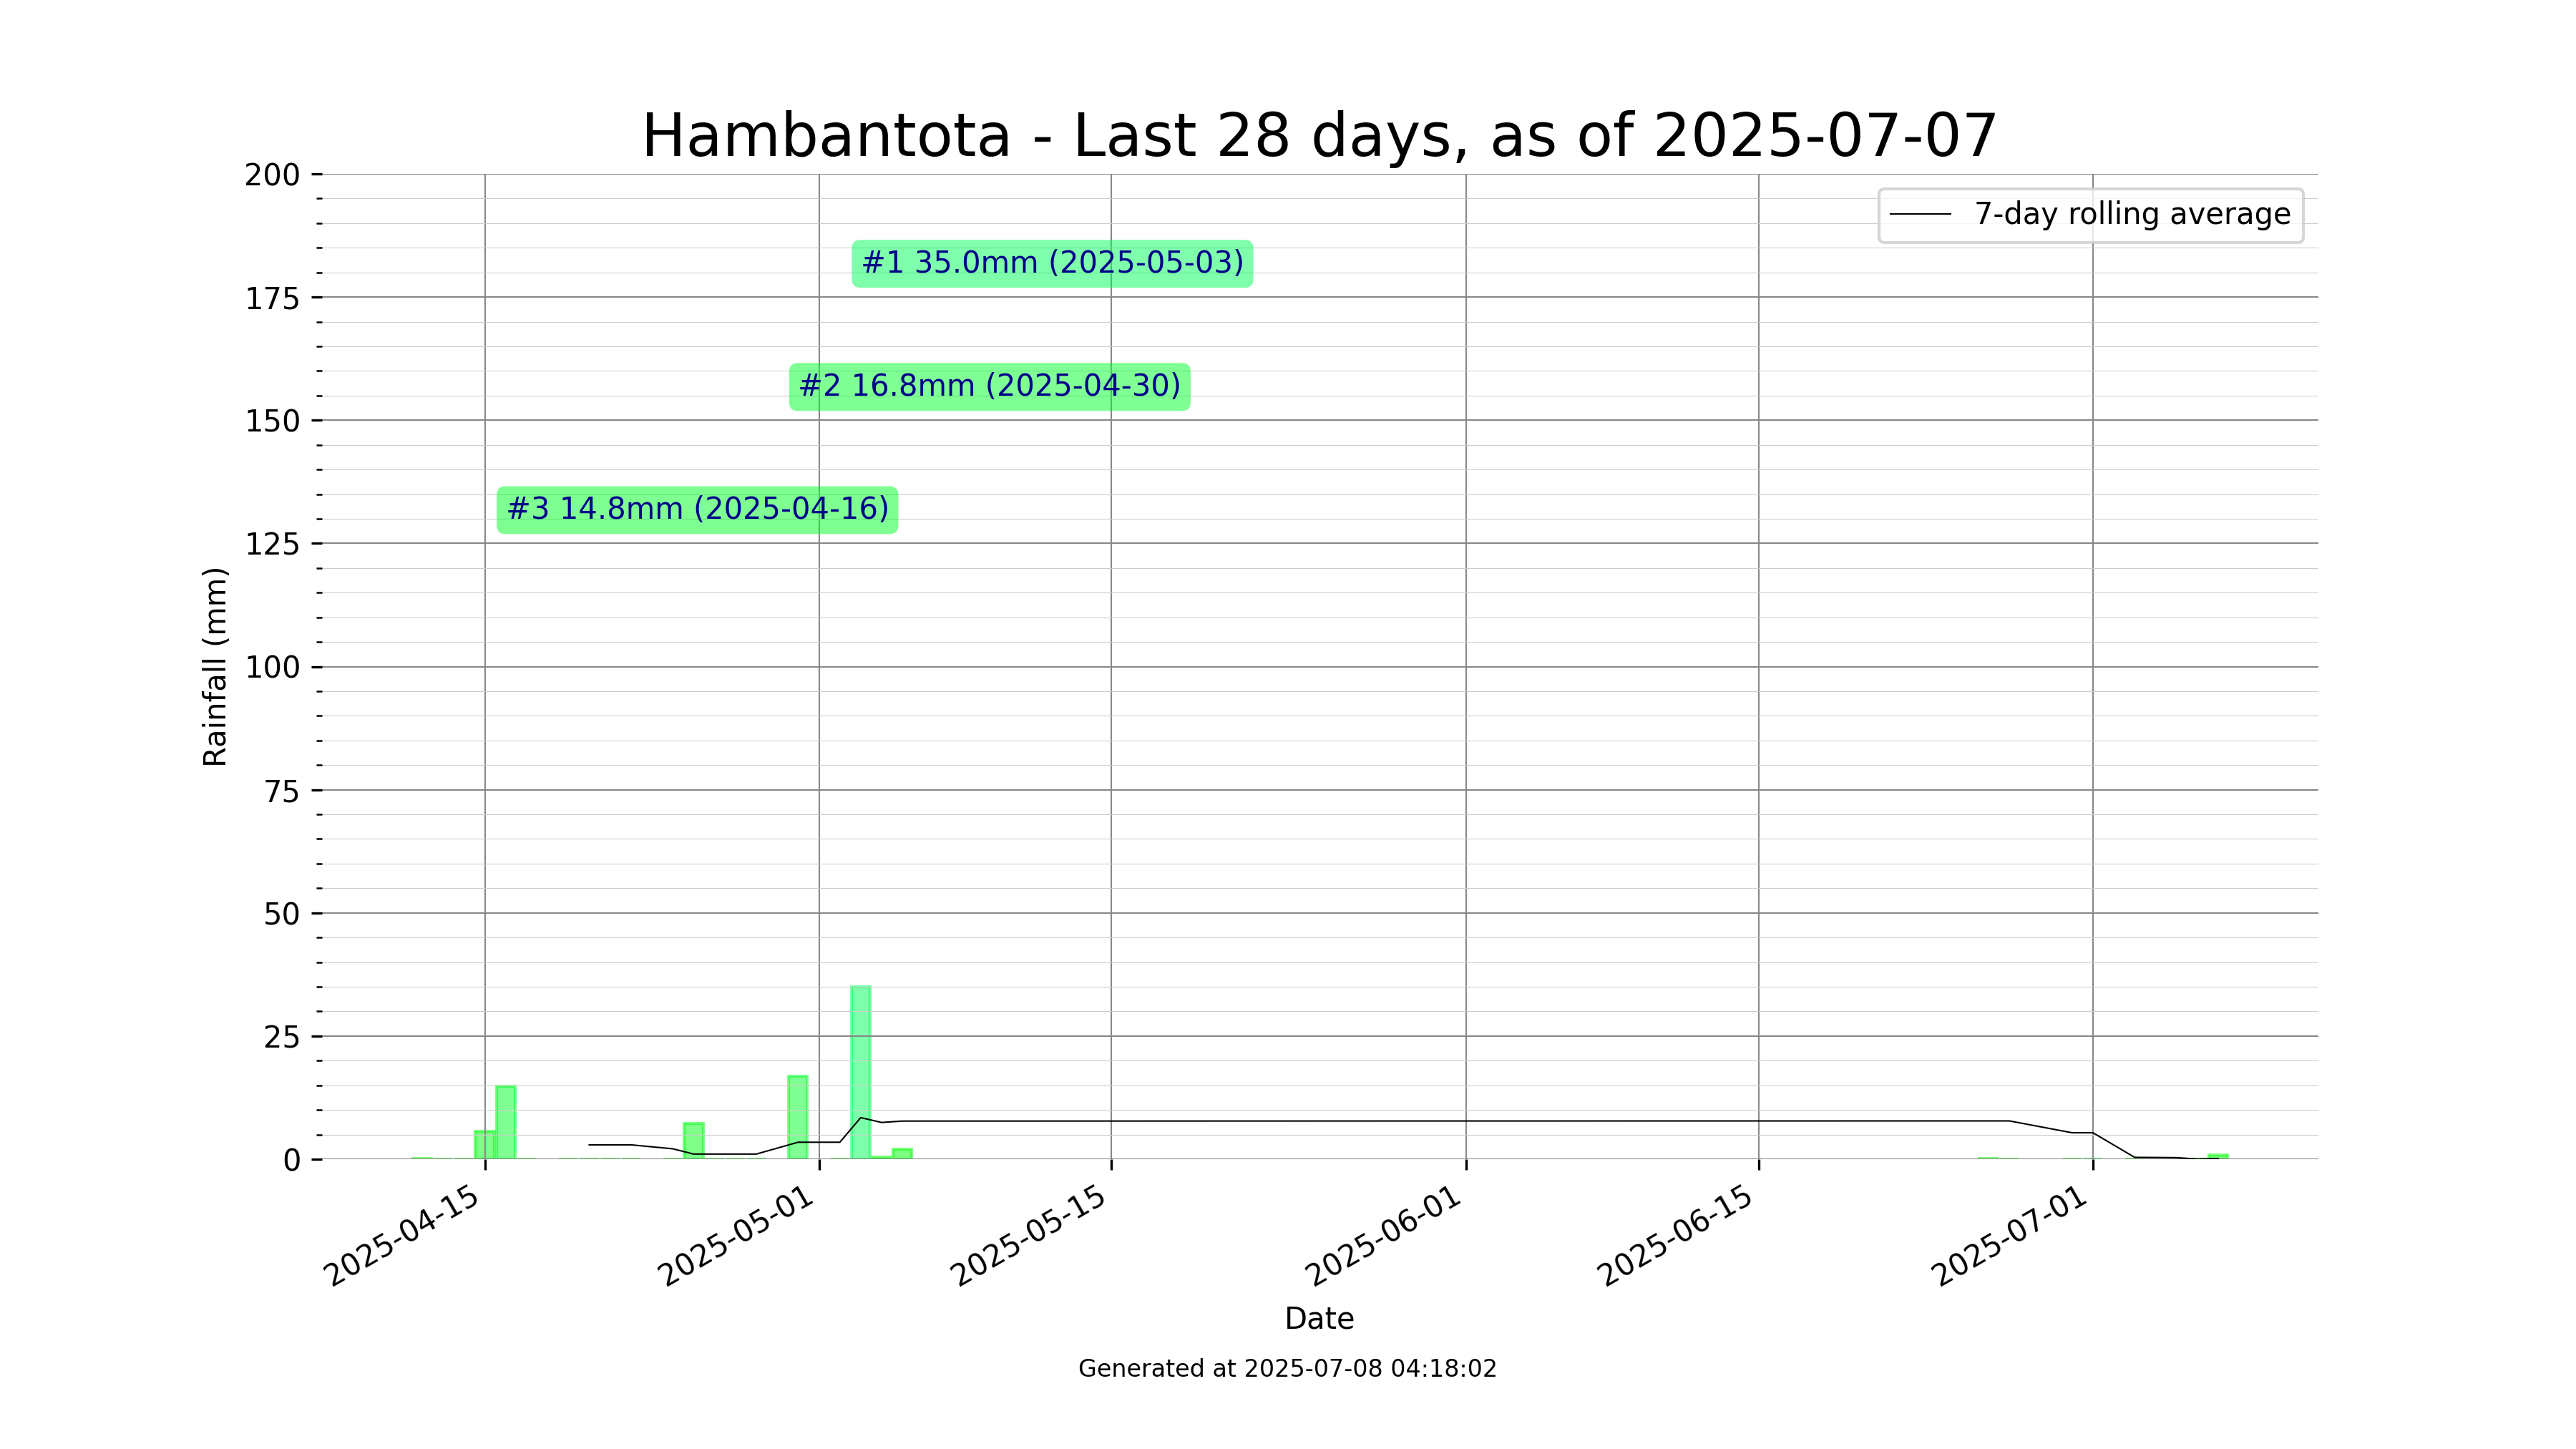 Hambantota - Last 28 days, as of 2025-07-07
7-day rolling average
#1 35.0mm (2025-05-03)
#2 16.8mm (2025-04-30)
#3 14.8mm (2025-04-16)
Rainfall (mm)
200
175
150
125
100
75
50
25
0
2025-04-15
2025-05-01
2025-05-15
2025-06-01
2025-06-15
2025-07-01
Date
Generated at 2025-07-08 04:18:02